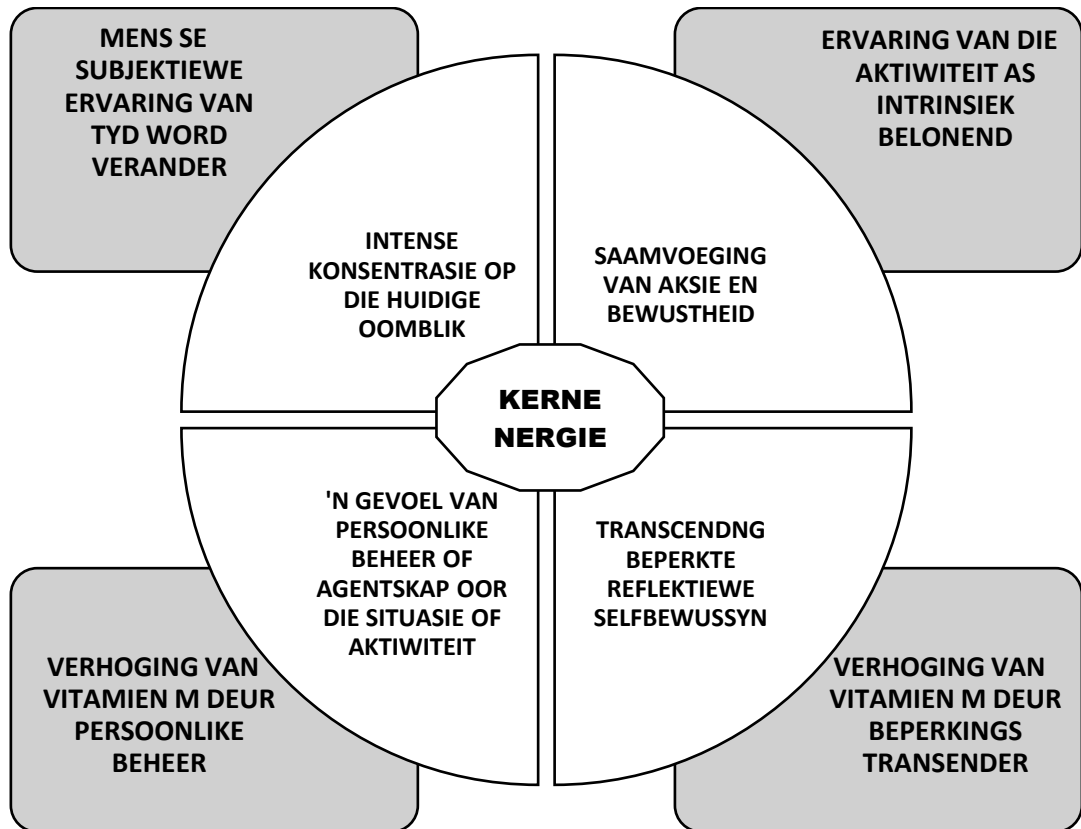 MENS SE
SUBJEKTIEWE
ERVARING VAN
TYD WORD
VERANDER
ERVARING VAN DIE
AKTIWITEIT AS
INTRINSIEK
BELONEND
INTENSE
KONSENTRASIE OP
DIE HUIDIGE
OOMBLIK
SAAMVOEGING
VAN AKSIE EN
BEWUSTHEID
KERNE
NERGIE
'N GEVOEL VAN
PERSOONLIKE
BEHEER OF
AGENTSKAP OOR
DIE SITUASIE OF
AKTIWITEIT
TRANSCENDNG
BEPERKTE
REFLEKTIEWE
SELFBEWUSSYN
VERHOGING VAN
VITAMIEN M DEUR
PERSOONLIKE
BEHEER
VERHOGING VAN
VITAMIEN M DEUR
BEPERKINGS
TRANSENDER